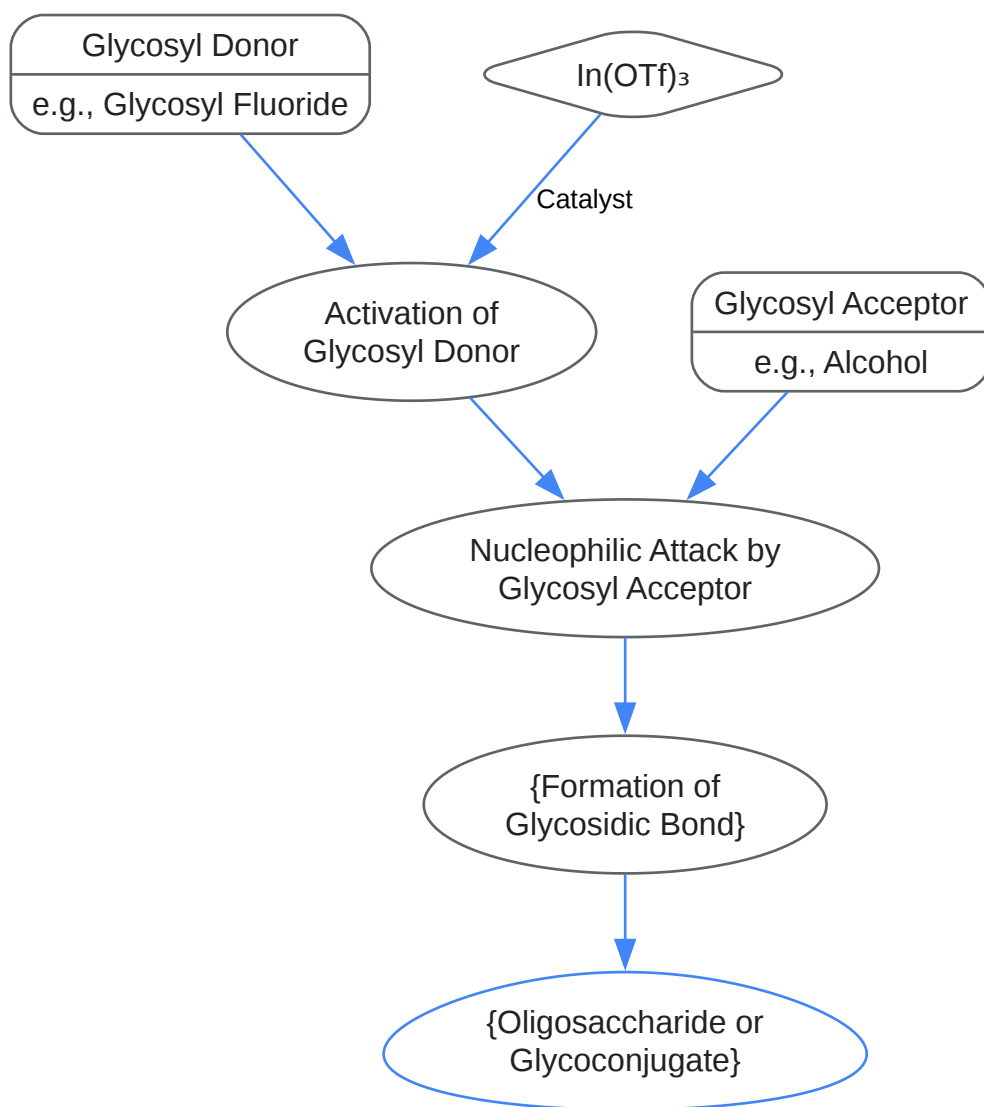 Glycosyl Donor
e.g., Glycosyl Fluoride
In(OTf)₃
Catalyst
Activation of
Glycosyl Donor
Glycosyl Acceptor
e.g., Alcohol
Nucleophilic Attack by
Glycosyl Acceptor
{Formation of
Glycosidic Bond}
{Oligosaccharide or
Glycoconjugate}